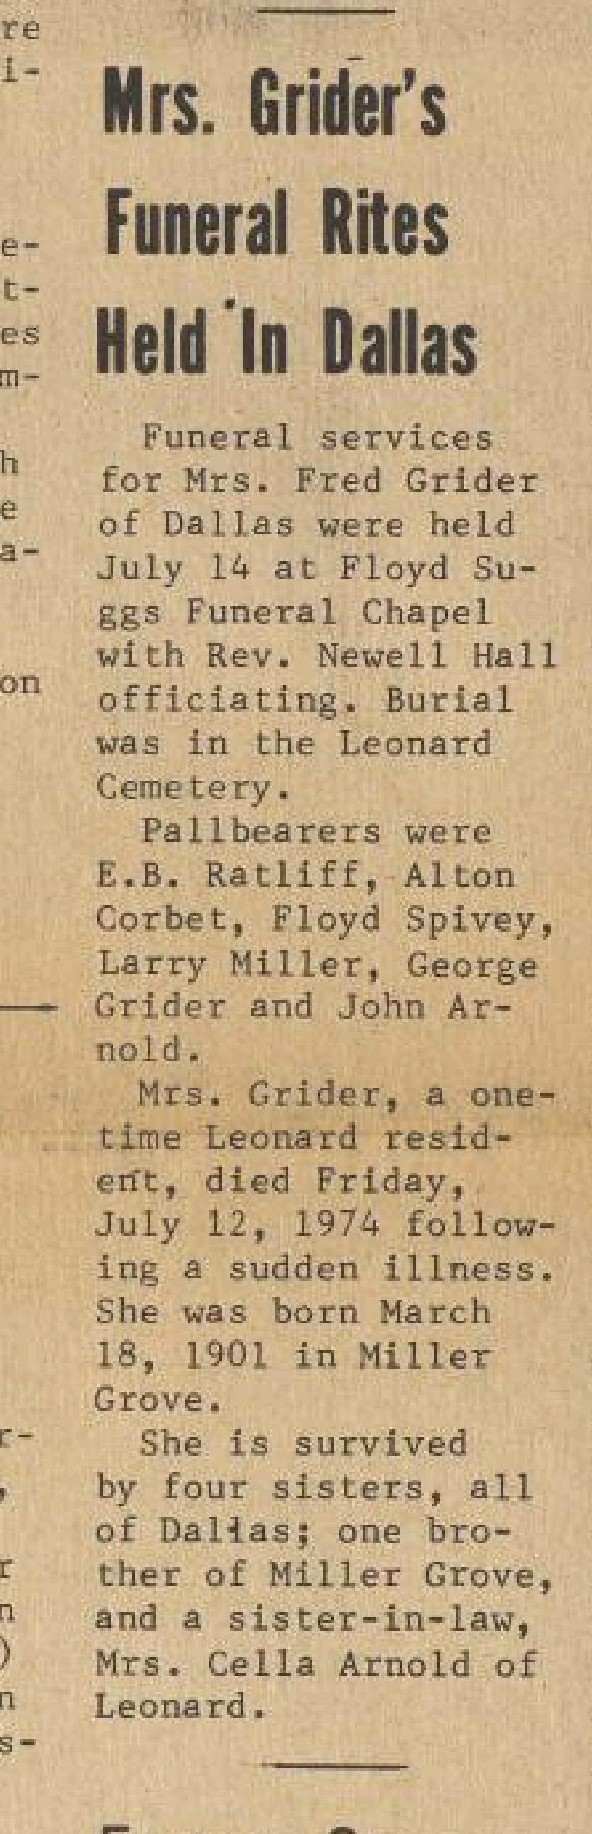 Mrs. Grider's
Funeral Rites
Held In Dallas
Funeral services
for Mrs. Fred Grider
of Dallas were held
July 14 at Floyd Su-
ggs Funeral Chapel
with Rev. Newell Hall
officiating. Burial
was in the Leonard
Cemetery.
Pallbearers were
E.B. Ratliff, Alton
Corbet, Floyd Spivey,
Larry Miller, George
Grider and John Ar-
nold.
Mrs. Grider, a one-
time Leonard resid-
ent, died Friday,
July 12, 1974 follow-
ing a sudden illness.
She was born March
18, 1901 in Miller
Grove.
She is survived
by four sisters, all
of Dallas; one bro-
ther of Miller Grove,
and a sister-in-law,
Mrs. Cella Arnold of
Leonard.